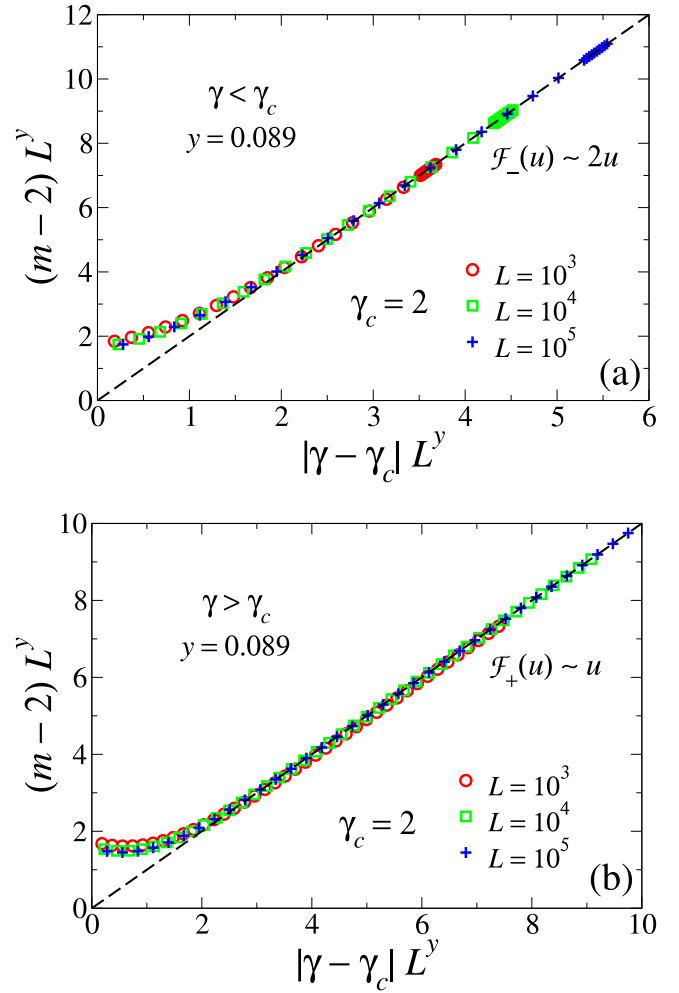 12
10
8
6
4
2
0
(m − 2) L^y
γ < γ_c
y = 0.089
ℱ_−(u) ~ 2u
γ_c = 2
L = 10^3
L = 10^4
L = 10^5
(a)
0 1 2 3 4 5 6
|γ − γ_c| L^y
10
8
6
4
2
0
(m − 2) L^y
γ > γ_c
y = 0.089
ℱ_+(u) ~ u
γ_c = 2
L = 10^3
L = 10^4
L = 10^5
(b)
0 2 4 6 8 10
|γ − γ_c| L^y